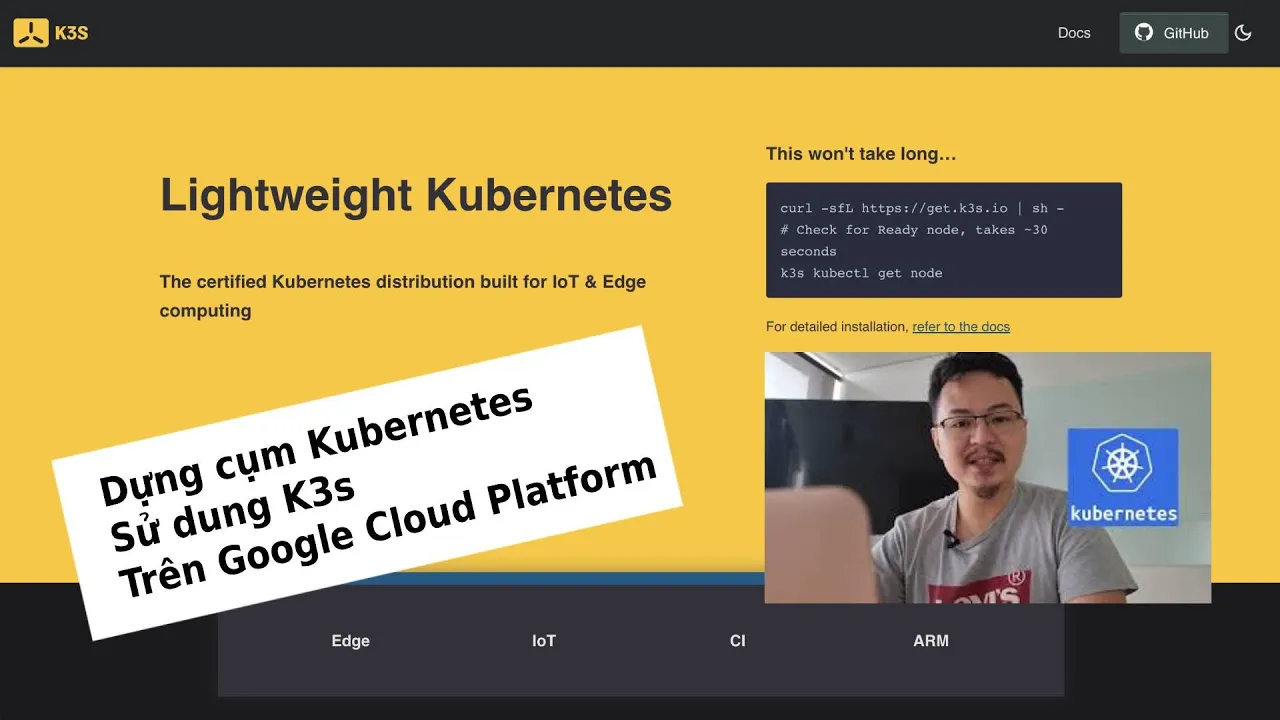 K3S
Docs
GitHub
Lightweight Kubernetes
The certified Kubernetes distribution built for IoT & Edge
computing
This won't take long…
curl -sfL https://get.k3s.io | sh -
# Check for Ready node, takes ~30
seconds
k3s kubectl get node
For detailed installation, refer to the docs
Dựng cụm Kubernetes
Sử dung K3s
Trên Google Cloud Platform
kubernetes
LEVI'S®
Edge
IoT
CI
ARM